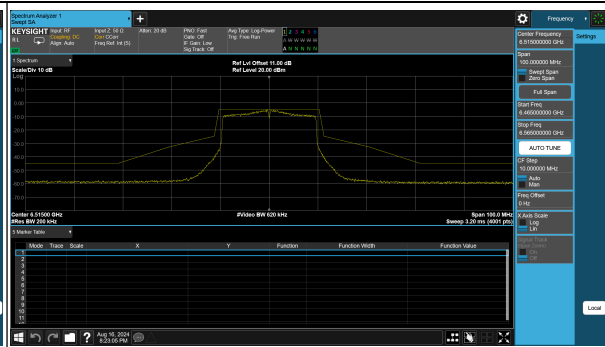 Spectrum Analyzer 1
Swept SA
+
Frequency
Settings
KEYSIGHT
Input: RF
Input Z: 50 Ω
Atten: 20 dB
PNO: Fast
Avg Type: Log-Power
1 2 3 4 5 6
RL
Coupling: DC
Corr CCorr
Gate: Off
Trig: Free Run
A W W W W W
Align: Auto
Freq Ref: Int (S)
IF Gain: Low
A N N N N N
Sig Track: Off
Center Frequency
6.515000000 GHz
Span
100.000000 MHz
Swept Span
Zero Span
Full Span
Start Freq
6.465000000 GHz
Stop Freq
6.565000000 GHz
AUTO TUNE
CF Step
10.000000 MHz
Auto
Man
Freq Offset
0 Hz
X Axis Scale
Log
Lin
Signal Track
(Span Zoom)
On
Off
Local
1 Spectrum
Scale/Div 10 dB
Ref Lvl Offset 11.00 dB
Ref Level 20.00 dBm
Log
10.0
0.00
10.0
20.0
30.0
40.0
50.0
60.0
70.0
Center 6.51500 GHz
#Video BW 620 kHz
Span 100.0 MHz
#Res BW 200 kHz
Sweep 3.20 ms (4001 pts)
5 Marker Table
Mode Trace Scale X Y Function Function Width Function Value
1
2
3
4
5
6
7
8
9
10
11
Aug 16, 2024
8:23:05 PM